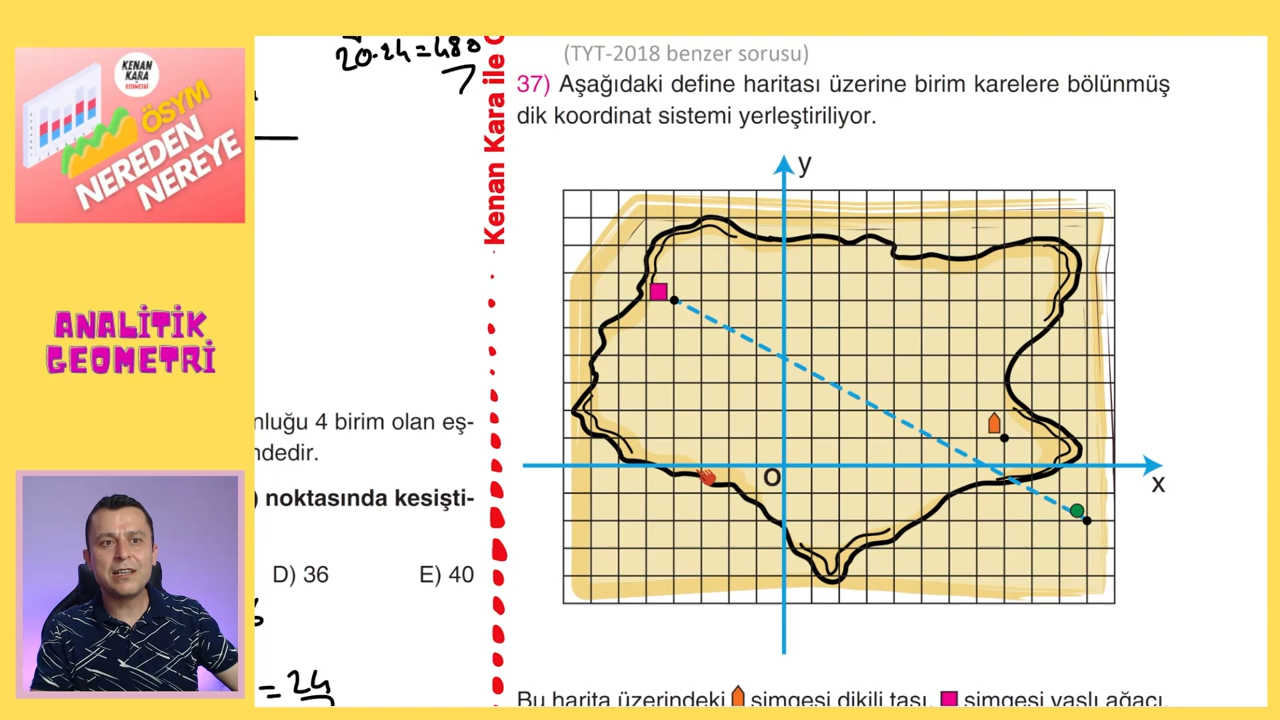 KENAN
KARA
GEOMETRİ
ÖSYM
NEREDEN
NEREYE
ANALİTİK
GEOMETRİ
20·24=480
nluğu 4 birim olan eş-
ndedir.
) noktasında kesişti-
D) 36 E) 40
= 24
Kenan Kara ile
(TYT-2018 benzer sorusu)
37) Aşağıdaki define haritası üzerine birim karelere bölünmüş
dik koordinat sistemi yerleştiriliyor.
y
O
x
Bu harita üzerindeki simgesi dikili taşı, simgesi yaşlı ağacı,